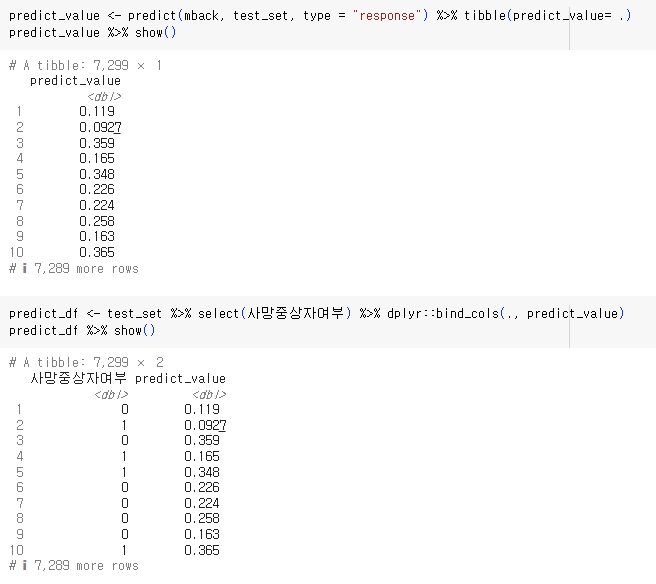 predict_value <- predict(mback, test_set, type = "response") %>% tibble(predict_value= .)
predict_value %>% show()
# A tibble: 7,299 × 1
predict_value
<dbl>
1 0.119
2 0.0927
3 0.359
4 0.165
5 0.348
6 0.226
7 0.224
8 0.258
9 0.163
10 0.365
# ℹ 7,289 more rows
predict_df <- test_set %>% select(사망중상자여부) %>% dplyr::bind_cols(., predict_value)
predict_df %>% show()
# A tibble: 7,299 × 2
사망중상자여부 predict_value
<dbl> <dbl>
1 0 0.119
2 1 0.0927
3 0 0.359
4 1 0.165
5 1 0.348
6 0 0.226
7 0 0.224
8 0 0.258
9 0 0.163
10 1 0.365
# ℹ 7,289 more rows